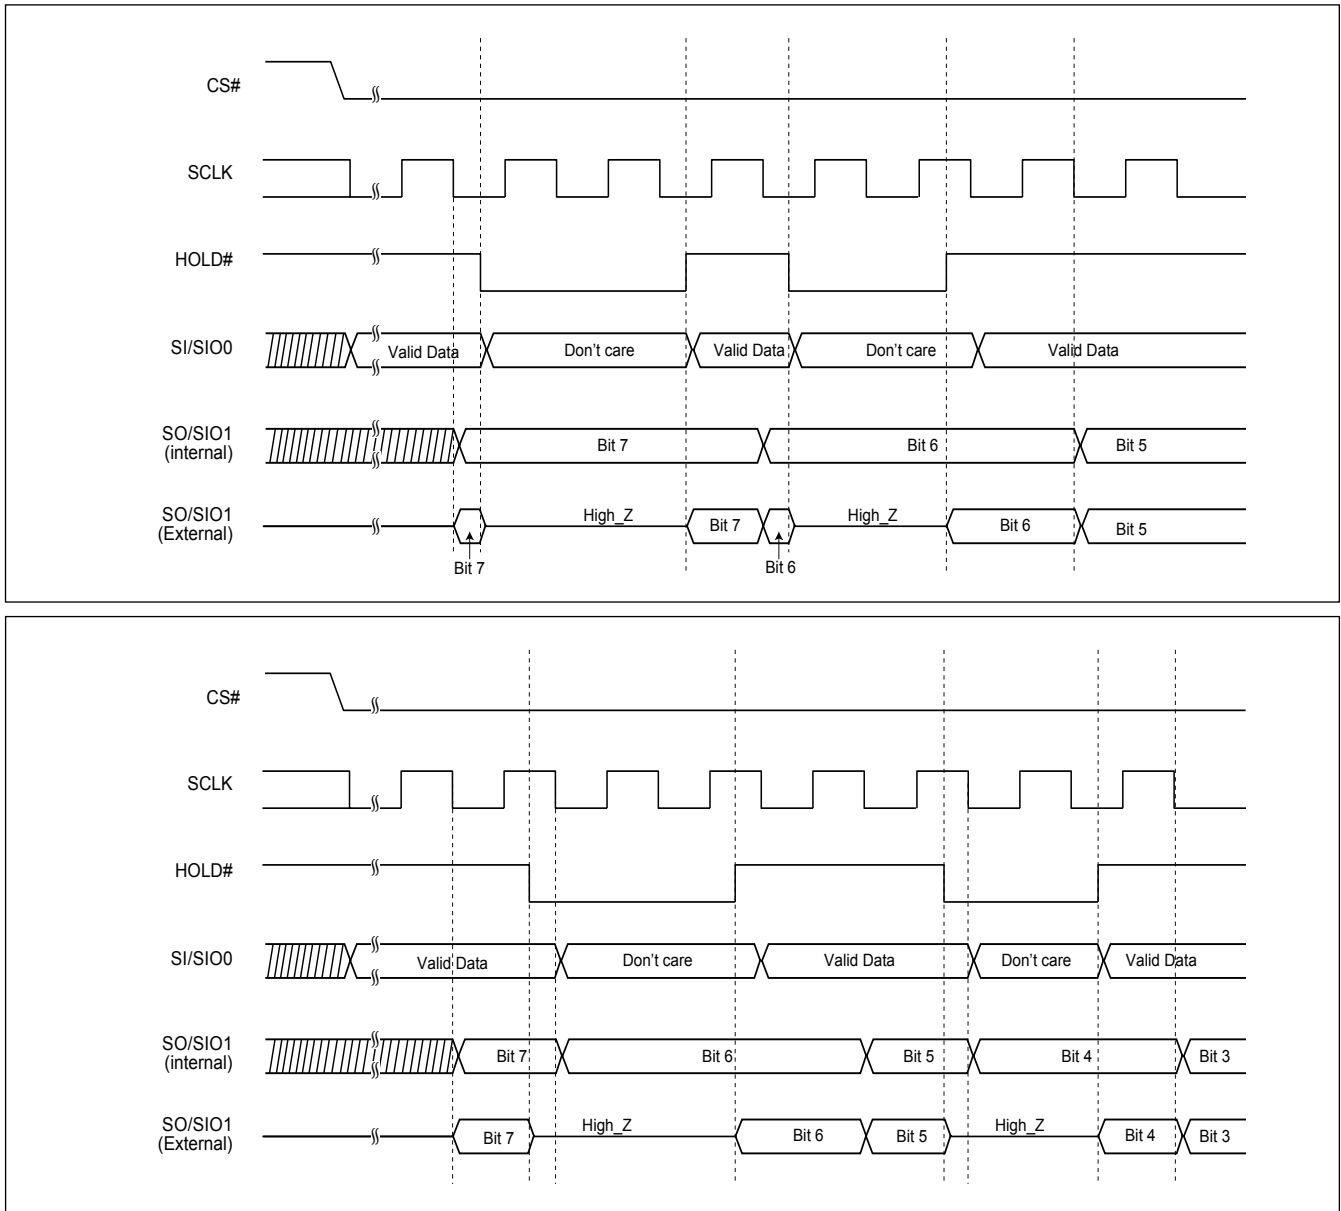 CS#
SCLK
HOLD#
SI/SIO0
Valid Data
Don't care
Valid Data
Don't care
Valid Data
SO/SIO1
(internal)
Bit 7
Bit 6
Bit 5
SO/SIO1
(External)
High_Z
Bit 7
High_Z
Bit 6
Bit 5
Bit 7
Bit 6
CS#
SCLK
HOLD#
SI/SIO0
Valid Data
Don't care
Valid Data
Don't care
Valid Data
SO/SIO1
(internal)
Bit 7
Bit 6
Bit 5
Bit 4
Bit 3
SO/SIO1
(External)
Bit 7
High_Z
Bit 6
Bit 5
High_Z
Bit 4
Bit 3